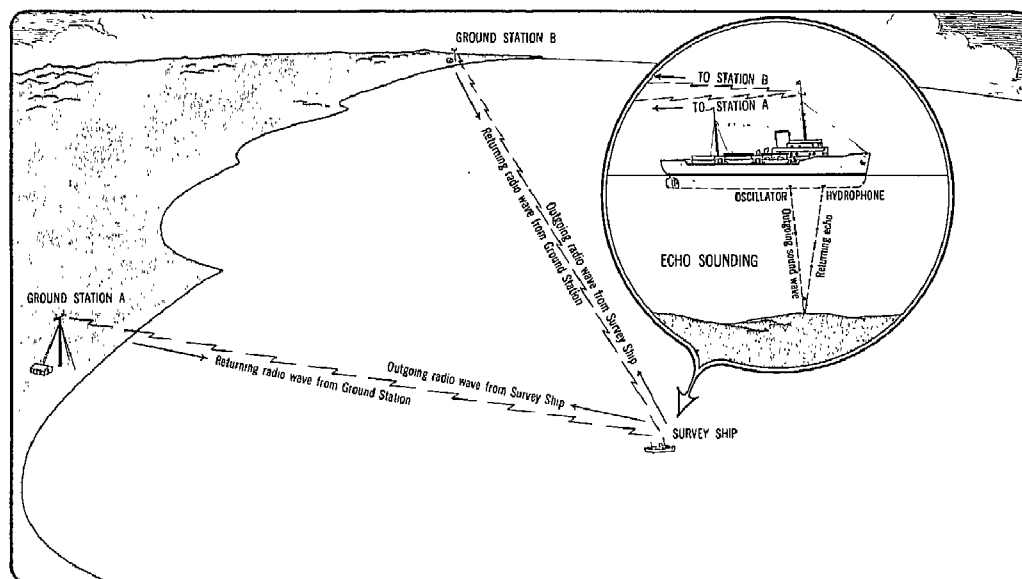 GROUND STATION B
TO STATION B
TO STATION A
OSCILLATOR
HYDROPHONE
Outgoing sound wave
Returning echo
ECHO SOUNDING
Returning radio wave from Ground Station
Outgoing radio wave from Survey Ship
GROUND STATION A
Outgoing radio wave from Survey Ship
Returning radio wave from Ground Station
SURVEY SHIP